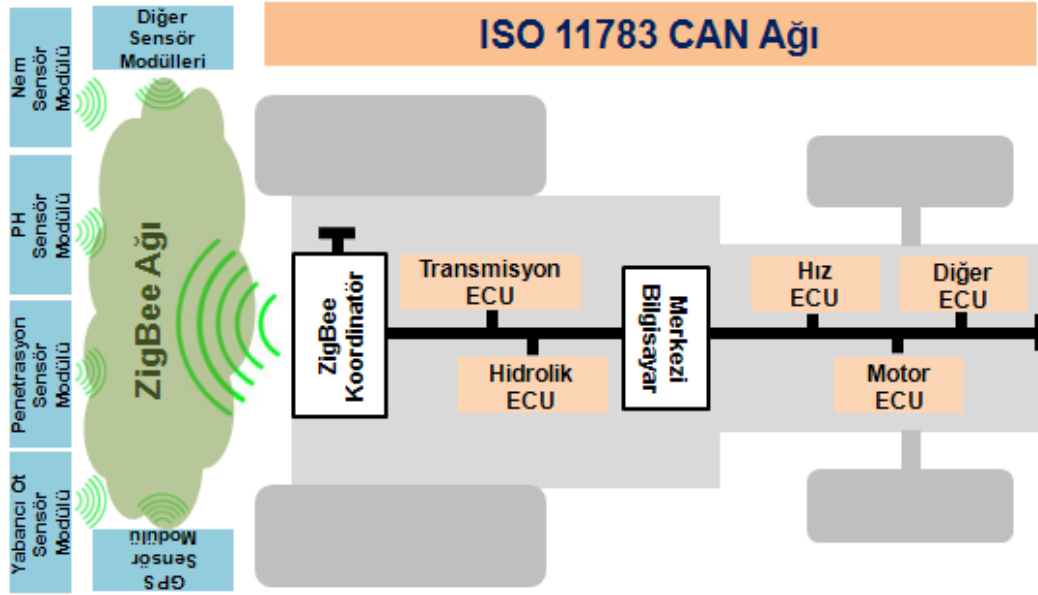 Diğer
Sensör
Modülleri
ISO 11783 CAN Ağı
Nem
Sensör
Modülü
PH
Sensör
Modülü
Penetrasyon
Sensör
Modülü
Yabancı Ot
Sensör
Modülü
GPS
Sensör
Modülü
ZigBee Ağı
ZigBee
Koordinatör
Transmisyon
ECU
Hidrolik
ECU
Merkezi
Bilgisayar
Hız
ECU
Diğer
ECU
Motor
ECU